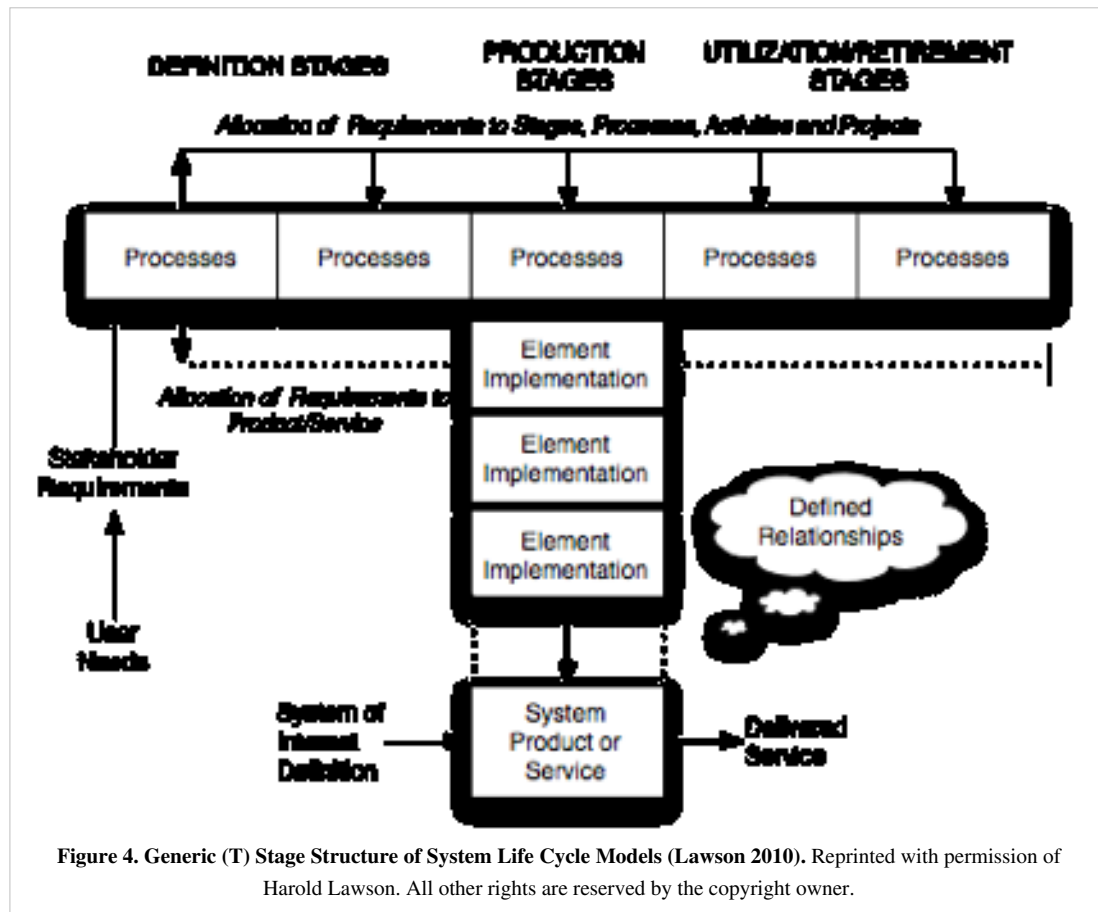 DEFINITION STAGES
PRODUCTION
STAGES
UTILIZATION/RETIREMENT
STAGES
Allocation of Requirements to Stages, Processes, Activities and Projects
Processes
Processes
Processes
Processes
Processes
Element
Implementation
Allocation of Requirements to
Product/Service
Element
Implementation
Stakeholder
Requirements
Defined
Relationships
Element
Implementation
User
Needs
System of
Interest
Definition
System
Product or
Service
Delivered
Service
Figure 4. Generic (T) Stage Structure of System Life Cycle Models (Lawson 2010). Reprinted with permission of
Harold Lawson. All other rights are reserved by the copyright owner.